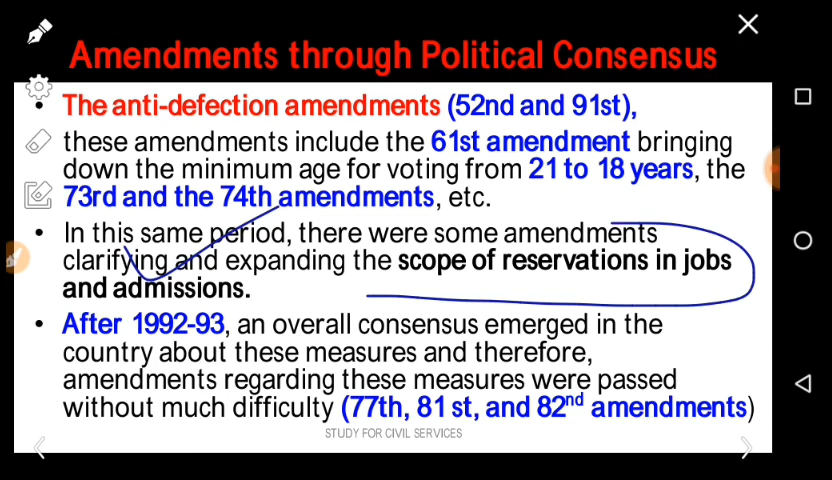 Amendments through Political Consensus
• The anti-defection amendments (52nd and 91st),
these amendments include the 61st amendment bringing
down the minimum age for voting from 21 to 18 years, the
73rd and the 74th amendments, etc.
• In this same period, there were some amendments
clarifying and expanding the scope of reservations in jobs
and admissions.
• After 1992-93, an overall consensus emerged in the
country about these measures and therefore,
amendments regarding these measures were passed
without much difficulty (77th, 81st, and 82nd amendments)
STUDY FOR CIVIL SERVICES